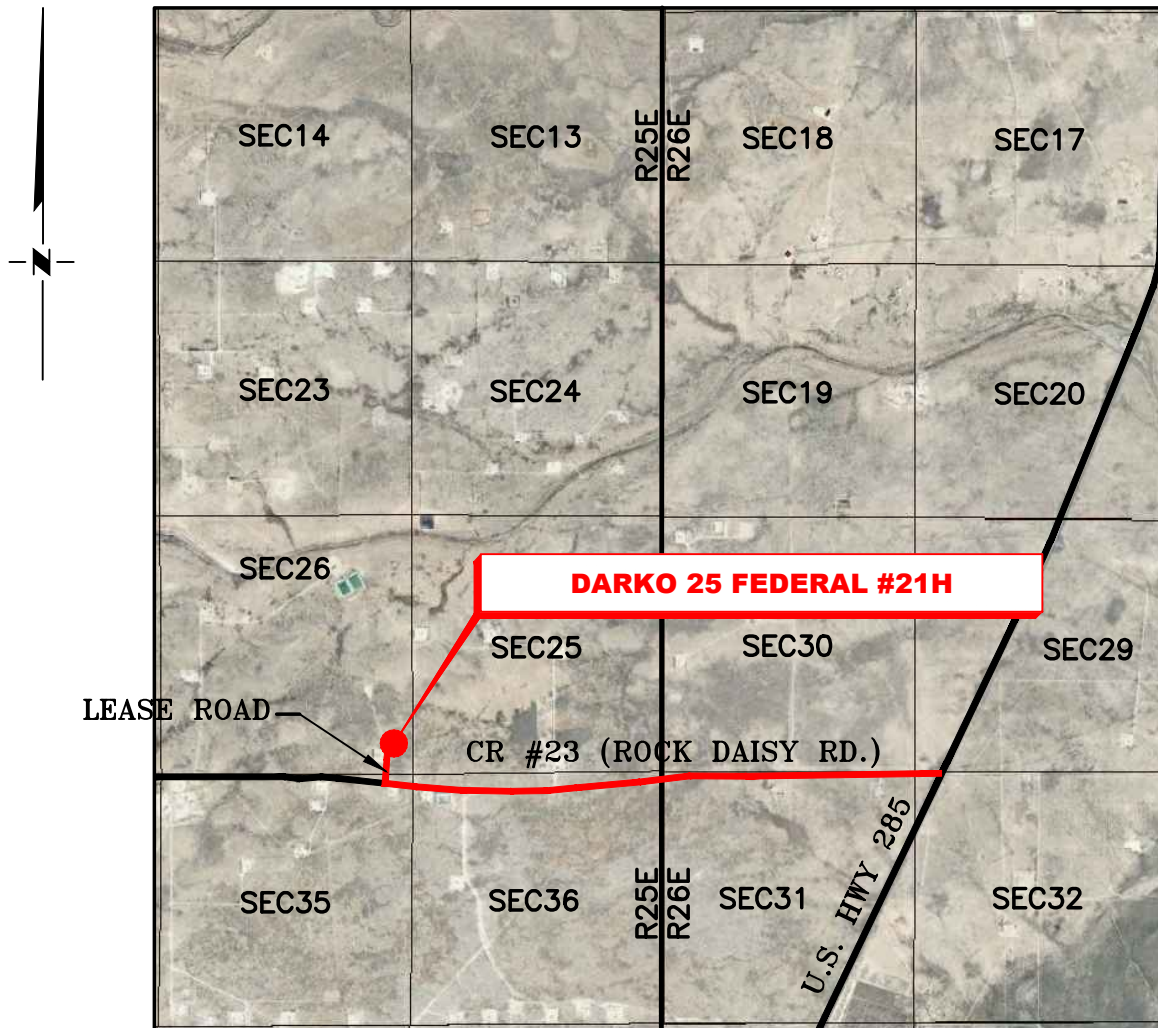 SEC14
SEC13
R25E
R26E
SEC18
SEC17
N
SEC23
SEC24
SEC19
SEC20
SEC26
DARKO 25 FEDERAL #21H
SEC25
SEC30
SEC29
LEASE ROAD
CR #23 (ROCK DAISY RD.)
U.S. HWY 285
SEC35
SEC36
R25E
R26E
SEC31
SEC32